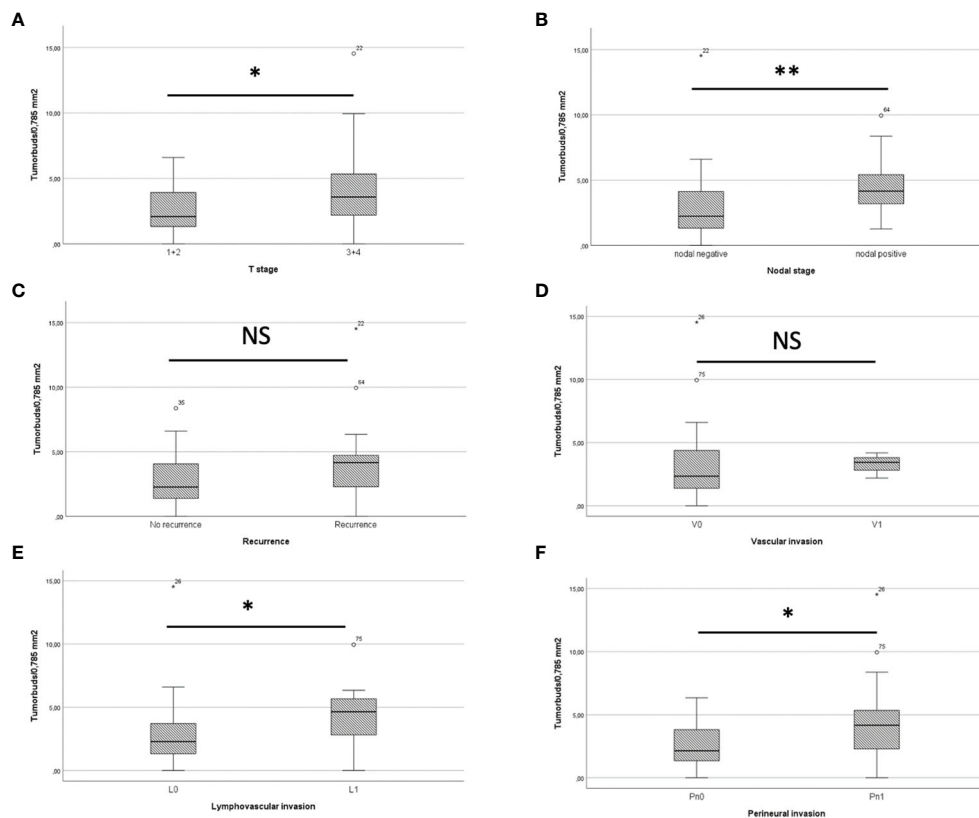 A
Tumorbuds/0,785 mm2
15,00
10,00
5,00
,00
22
*
1+2
3+4
T stage
B
Tumorbuds/0,785 mm2
15,00
10,00
5,00
,00
22
**
64
nodal negative
nodal positive
Nodal stage
C
Tumorbuds/0,785 mm2
15,00
10,00
5,00
,00
NS
22
64
35
No recurrence
Recurrence
Recurrence
D
Tumorbuds/0,785 mm2
15,00
10,00
5,00
,00
26
NS
75
V0
V1
Vascular invasion
E
Tumorbuds/0,785 mm2
15,00
10,00
5,00
,00
26
*
75
L0
L1
Lymphovascular invasion
F
Tumorbuds/0,785 mm2
15,00
10,00
5,00
,00
26
*
75
Pn0
Pn1
Perineural invasion